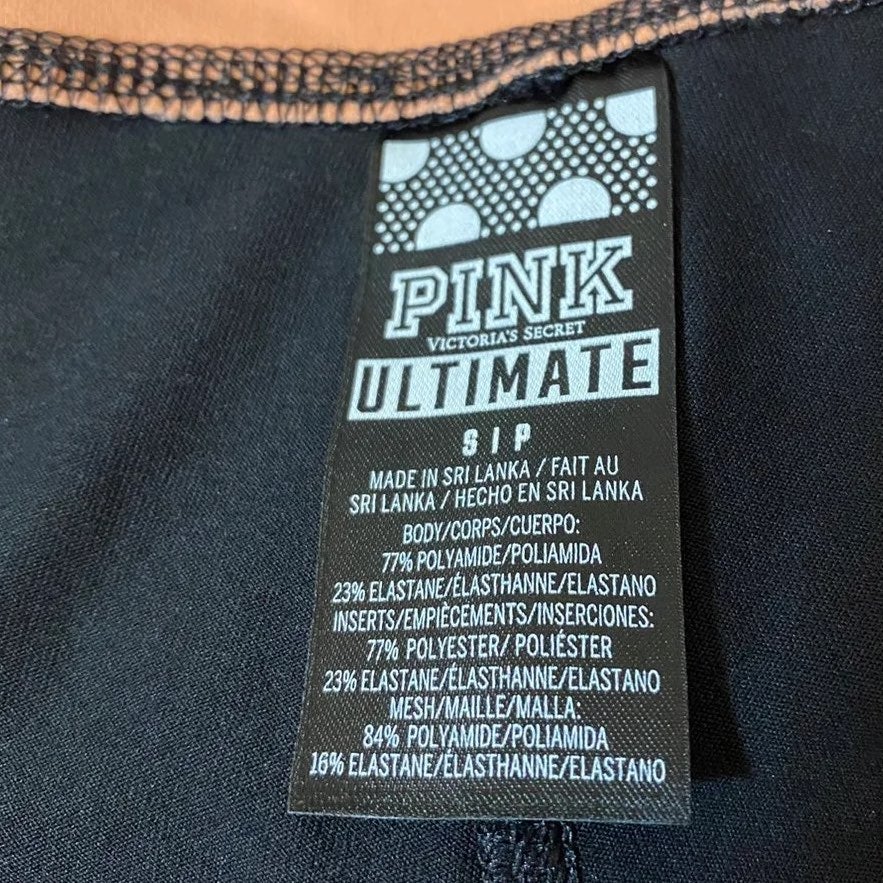 PINK
VICTORIA'S SECRET
ULTIMATE
S | P
MADE IN SRI LANKA / FAIT AU
SRI LANKA / HECHO EN SRI LANKA
BODY/CORPS/CUERPO:
77% POLYAMIDE/POLIAMIDA
23% ELASTANE/ÉLASTHANNE/ELASTANO
INSERTS/EMPIÈCEMENTS/INSERCIONES:
77% POLYESTER/ POLIÉSTER
23% ELASTANE/ÉLASTHANNE/ELASTANO
MESH/MAILLE/MALLA:
84% POLYAMIDE/POLIAMIDA
16% ELASTANE/ÉLASTHANNE/ELASTANO